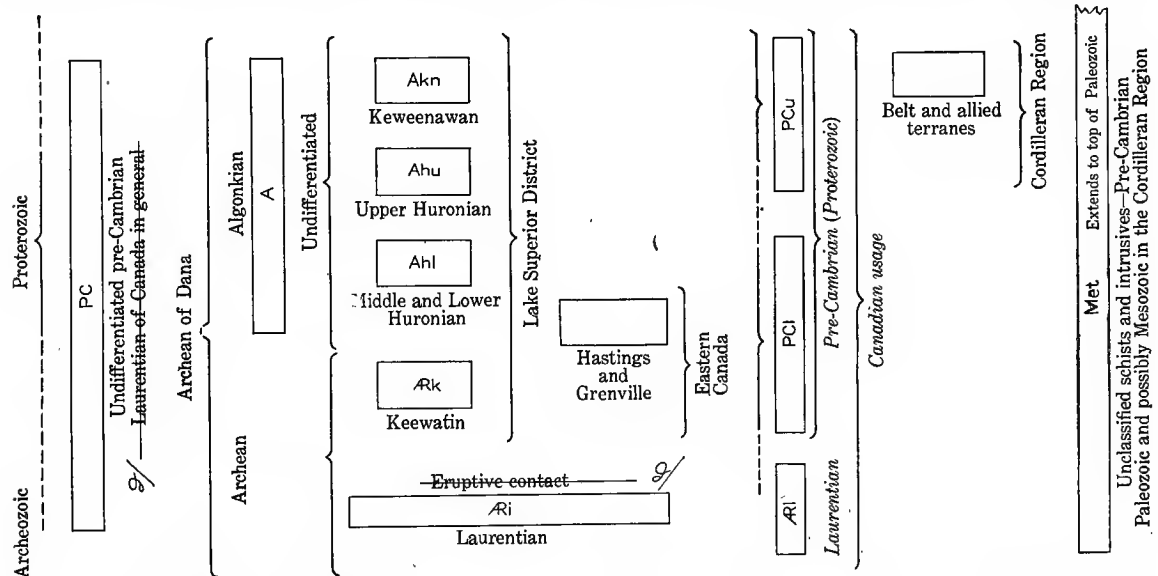 Archeozoic
Proterozoic
PC
Undifferentiated pre-Cambrian
Laurentian of Canada in general
Archean of Dana
Archean
Algonkian
A
Undifferentiated
Akn
Keweenawan
Ahu
Upper Huronian
Ahl
Middle and Lower
Huronian
ÆRk
Keewatin
Eruptive contact
ÆRi
Laurentian
Lake Superior District
Hastings
and
Grenville
Eastern
Canada
PCu
PCl
ÆRl
Pre-Cambrian (Proterozoic)
Laurentian
Canadian usage
Belt and allied
terranes
Cordilleran Region
Met
Extends to top of Paleozoic
Unclassified schists and intrusives—Pre-Cambrian
Paleozoic and possibly Mesozoic in the Cordilleran Region